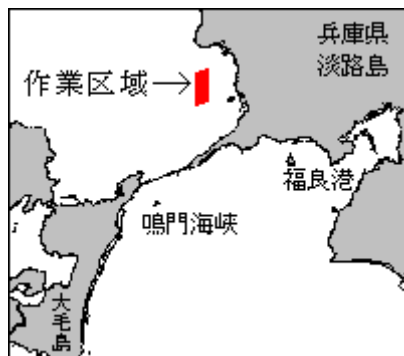 兵庫県
淡路島
作業区域→
福良港
鳴門海峡
大毛島